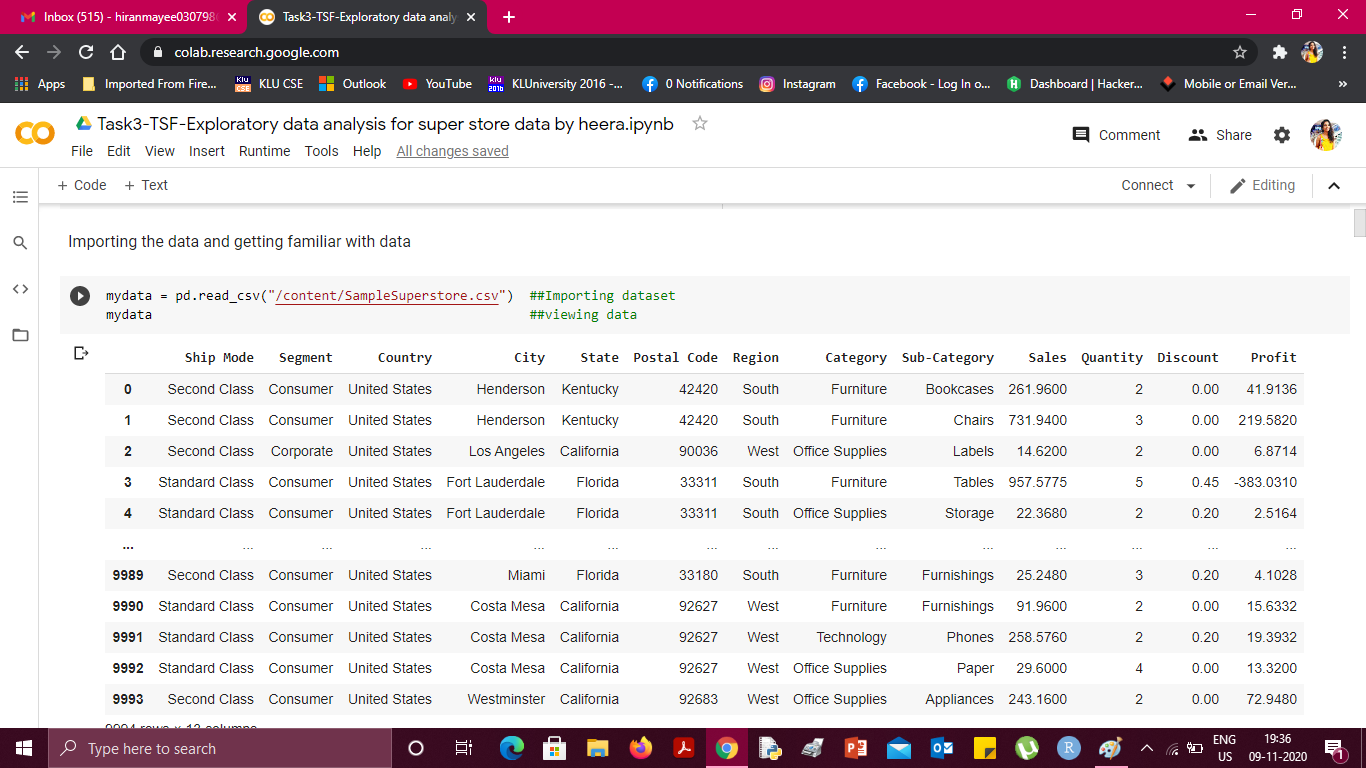 Inbox (515) - hiranmayee030798
Task3-TSF-Exploratory data analy
colab.research.google.com
Apps Imported From Fire... KLU CSE Outlook YouTube KLUniversity 2016 -... 0 Notifications Instagram Facebook - Log In o... Dashboard | Hacker... Mobile or Email Ver... »
Task3-TSF-Exploratory data analysis for super store data by heera.ipynb
Comment Share
File Edit View Insert Runtime Tools Help All changes saved
+ Code + Text Connect Editing
Importing the data and getting familiar with data
mydata = pd.read_csv("/content/SampleSuperstore.csv") ##Importing dataset
mydata ##viewing data
Ship Mode Segment Country City State Postal Code Region Category Sub-Category Sales Quantity Discount Profit
0 Second Class Consumer United States Henderson Kentucky 42420 South Furniture Bookcases 261.9600 2 0.00 41.9136
1 Second Class Consumer United States Henderson Kentucky 42420 South Furniture Chairs 731.9400 3 0.00 219.5820
2 Second Class Corporate United States Los Angeles California 90036 West Office Supplies Labels 14.6200 2 0.00 6.8714
3 Standard Class Consumer United States Fort Lauderdale Florida 33311 South Furniture Tables 957.5775 5 0.45 -383.0310
4 Standard Class Consumer United States Fort Lauderdale Florida 33311 South Office Supplies Storage 22.3680 2 0.20 2.5164
... ... ... ... ... ... ... ... ... ... ... ... ... ...
9989 Second Class Consumer United States Miami Florida 33180 South Furniture Furnishings 25.2480 3 0.20 4.1028
9990 Standard Class Consumer United States Costa Mesa California 92627 West Furniture Furnishings 91.9600 2 0.00 15.6332
9991 Standard Class Consumer United States Costa Mesa California 92627 West Technology Phones 258.5760 2 0.20 19.3932
9992 Standard Class Consumer United States Costa Mesa California 92627 West Office Supplies Paper 29.6000 4 0.00 13.3200
9993 Second Class Consumer United States Westminster California 92683 West Office Supplies Appliances 243.1600 2 0.00 72.9480
9994 rows x 13 columns
Type here to search
ENG
US
19:36
09-11-2020
1